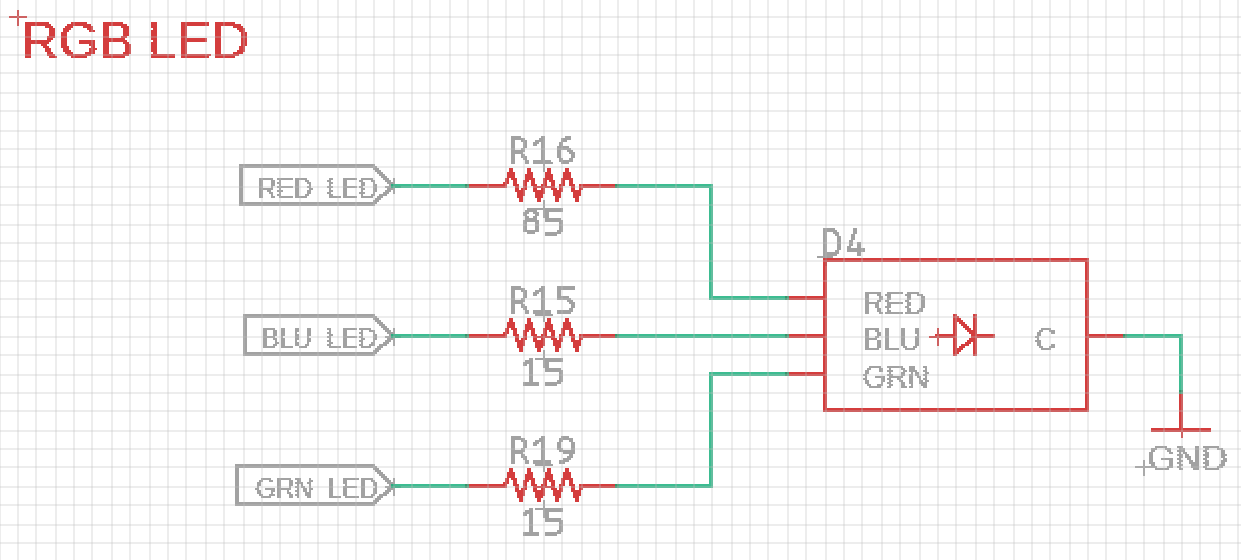 RGB LED
R16
RED LED
85
D4
RED
R15
BLU LED
BLU
C
15
GRN
R19
GRN LED
GND
15